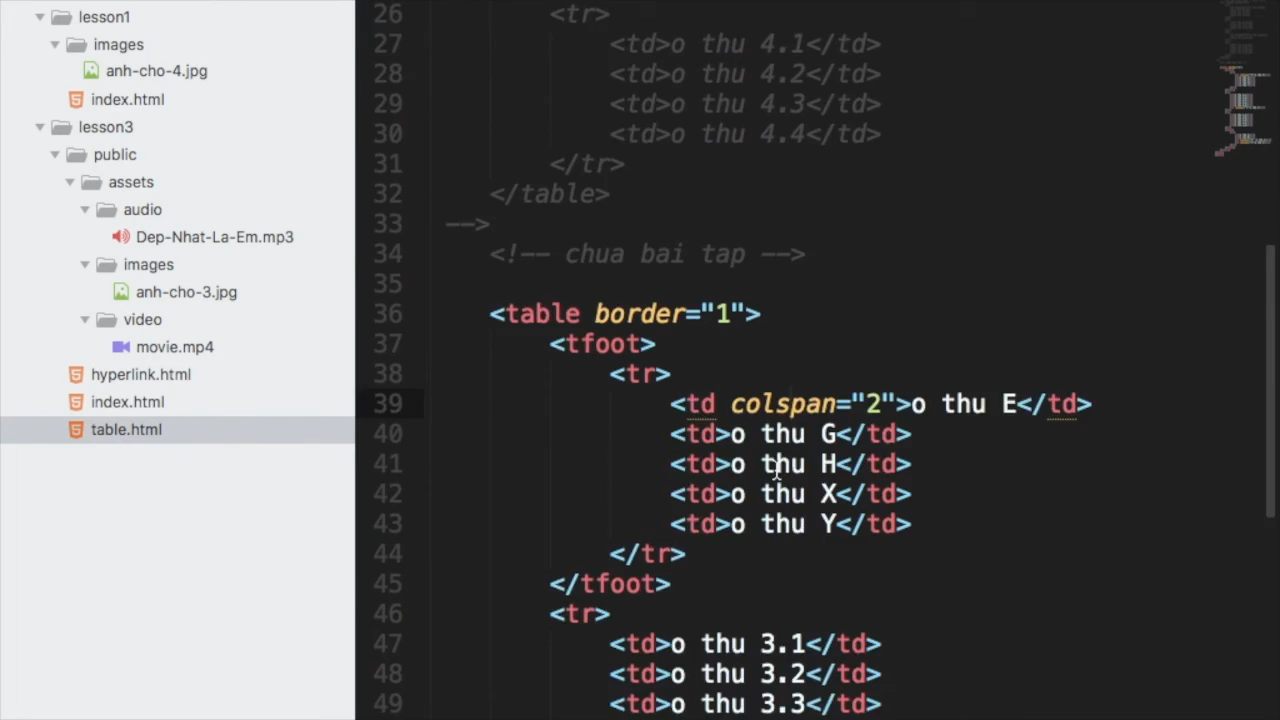 lesson1
images
anh-cho-4.jpg
index.html
lesson3
public
assets
audio
Dep-Nhat-La-Em.mp3
images
anh-cho-3.jpg
video
movie.mp4
hyperlink.html
index.html
table.html
26 <tr>
27 <td>o thu 4.1</td>
28 <td>o thu 4.2</td>
29 <td>o thu 4.3</td>
30 <td>o thu 4.4</td>
31 </tr>
32 </table>
33 -->
34 <!-- chua bai tap -->
35
36 <table border="1">
37 <tfoot>
38 <tr>
39 <td colspan="2">o thu E</td>
40 <td>o thu G</td>
41 <td>o thu H</td>
42 <td>o thu X</td>
43 <td>o thu Y</td>
44 </tr>
45 </tfoot>
46 <tr>
47 <td>o thu 3.1</td>
48 <td>o thu 3.2</td>
49 <td>o thu 3.3</td>